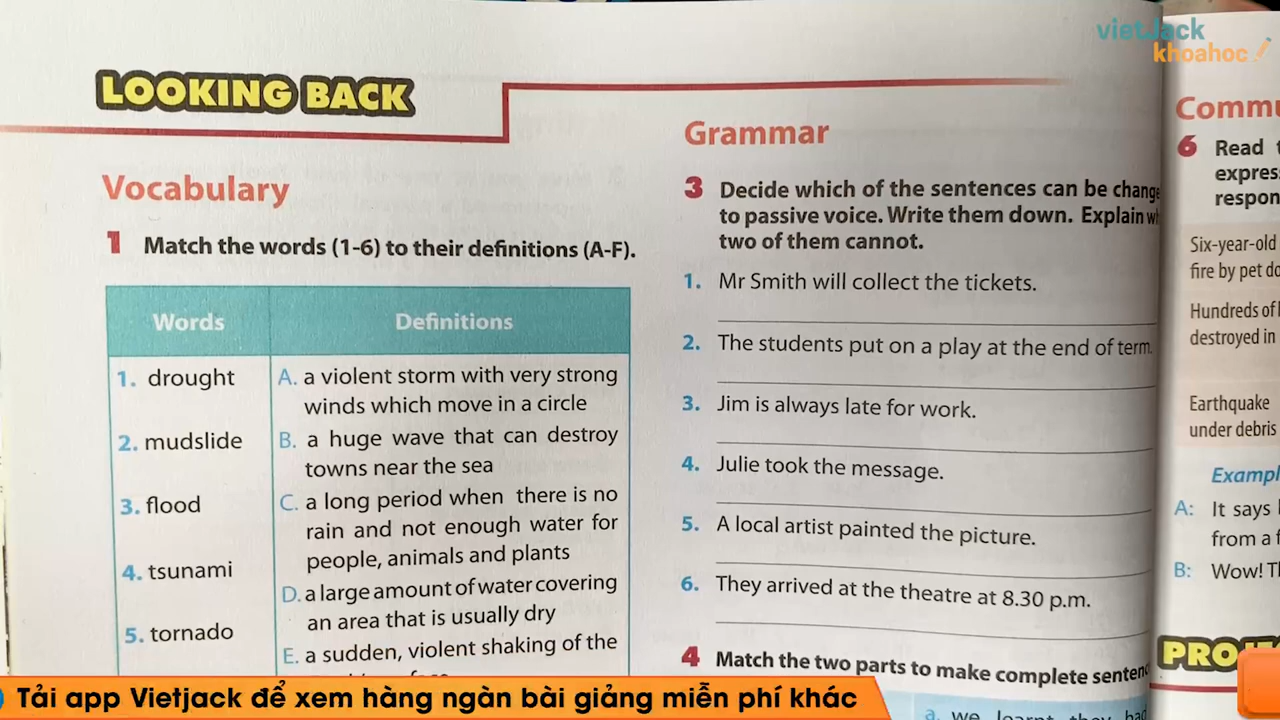 vietJack
khoahoc
LOOKING BACK
Vocabulary
1 Match the words (1-6) to their definitions (A-F).
Words Definitions
1. drought
2. mudslide
3. flood
4. tsunami
5. tornado
A. a violent storm with very strong
winds which move in a circle
B. a huge wave that can destroy
towns near the sea
C. a long period when there is no
rain and not enough water for
people, animals and plants
D. a large amount of water covering
an area that is usually dry
E. a sudden, violent shaking of the
Grammar
3 Decide which of the sentences can be change
to passive voice. Write them down. Explain
two of them cannot.
1. Mr Smith will collect the tickets.
2. The students put on a play at the end of term.
3. Jim is always late for work.
4. Julie took the message.
5. A local artist painted the picture.
6. They arrived at the theatre at 8.30 p.m.
4 Match the two parts to make complete sentenc
a. we learnt they had
Commu
6 Read
expres
respon
Six-year-old
fire by pet do
Hundreds of
destroyed in
Earthquake
under debris
Exampl
A: It says
from a f
B: Wow! Th
Tải app Vietjack để xem hàng ngàn bài giảng miễn phí khác